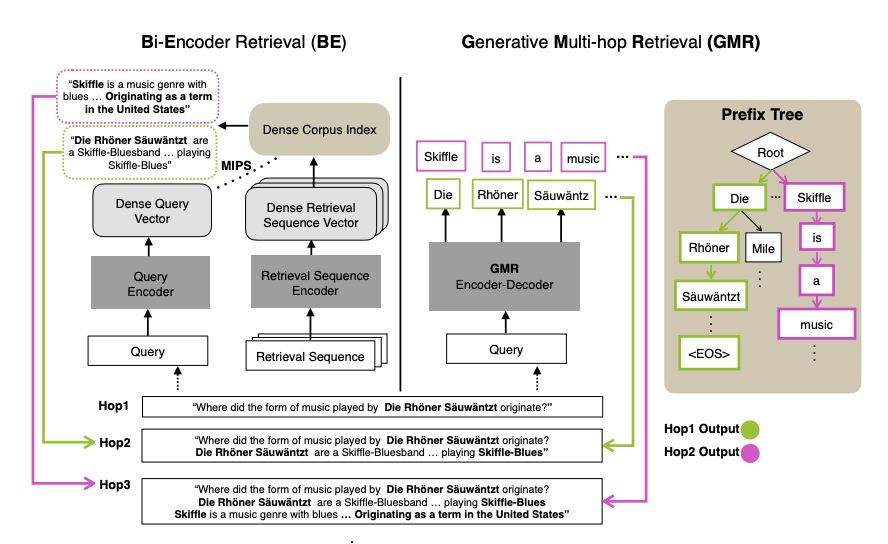 Bi-Encoder Retrieval (BE)
Generative Multi-hop Retrieval (GMR)
“Skiffle is a music genre with
blues ... Originating as a term
in the United States”
“Die Rhöner Säuwäntzt are
a Skiffle-Bluesband ... playing
Skiffle-Blues”
Dense Corpus Index
MIPS
Dense Query
Vector
Dense Retrieval
Sequence Vector
Query
Encoder
Retrieval Sequence
Encoder
Query
Retrieval Sequence
Skiffle is a music ...
Die Rhöner Säuwäntz ...
GMR
Encoder-Decoder
Query
Prefix Tree
Root
Die ... Skiffle
Rhöner Mile is
Säuwäntzt a
music
<EOS>
Hop1 “Where did the form of music played by Die Rhöner Säuwäntzt originate?”
Hop2 “Where did the form of music played by Die Rhöner Säuwäntzt originate?
Die Rhöner Säuwäntzt are a Skiffle-Bluesband ... playing Skiffle-Blues”
Hop3 “Where did the form of music played by Die Rhöner Säuwäntzt originate?
Die Rhöner Säuwäntzt are a Skiffle-Bluesband ... playing Skiffle-Blues
Skiffle is a music genre with blues ... Originating as a term in the United States”
Hop1 Output
Hop2 Output